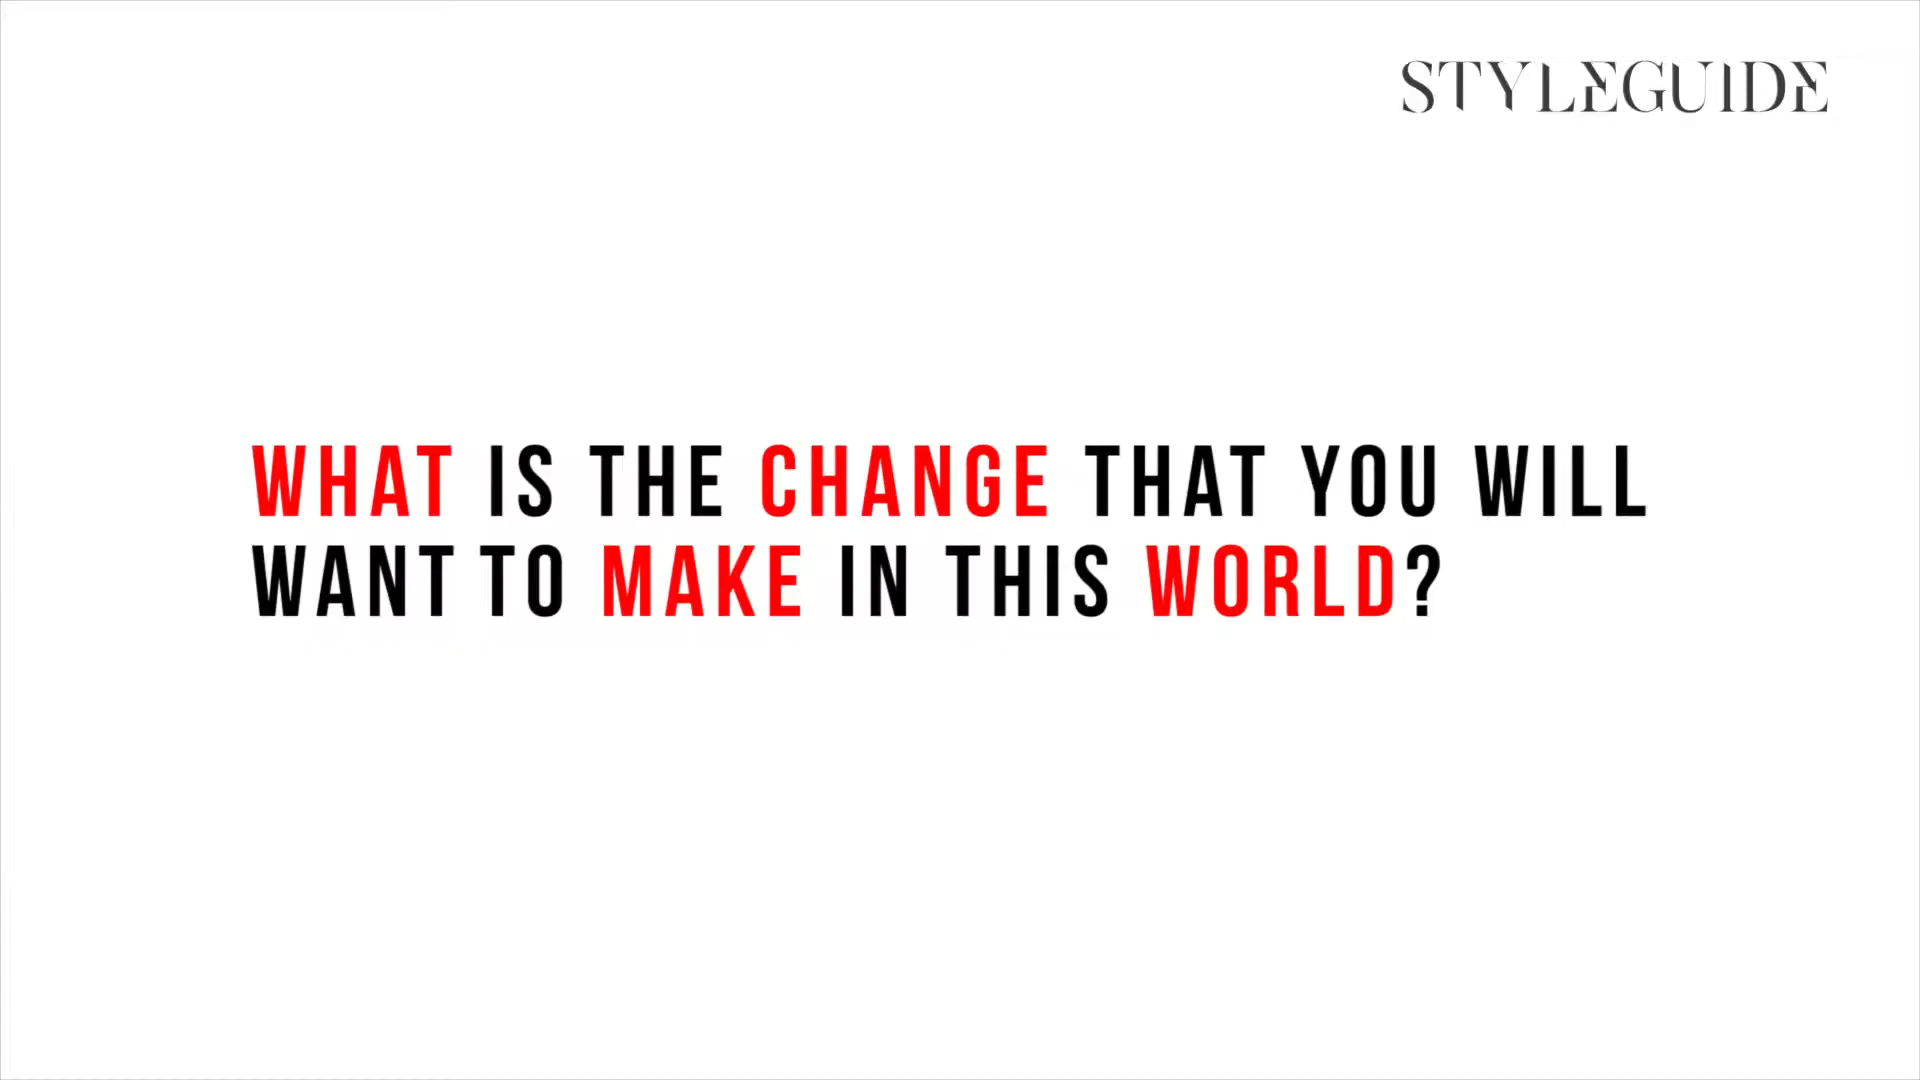 STYLEGUIDE
WHAT IS THE CHANGE THAT YOU WILL
WANT TO MAKE IN THIS WORLD?